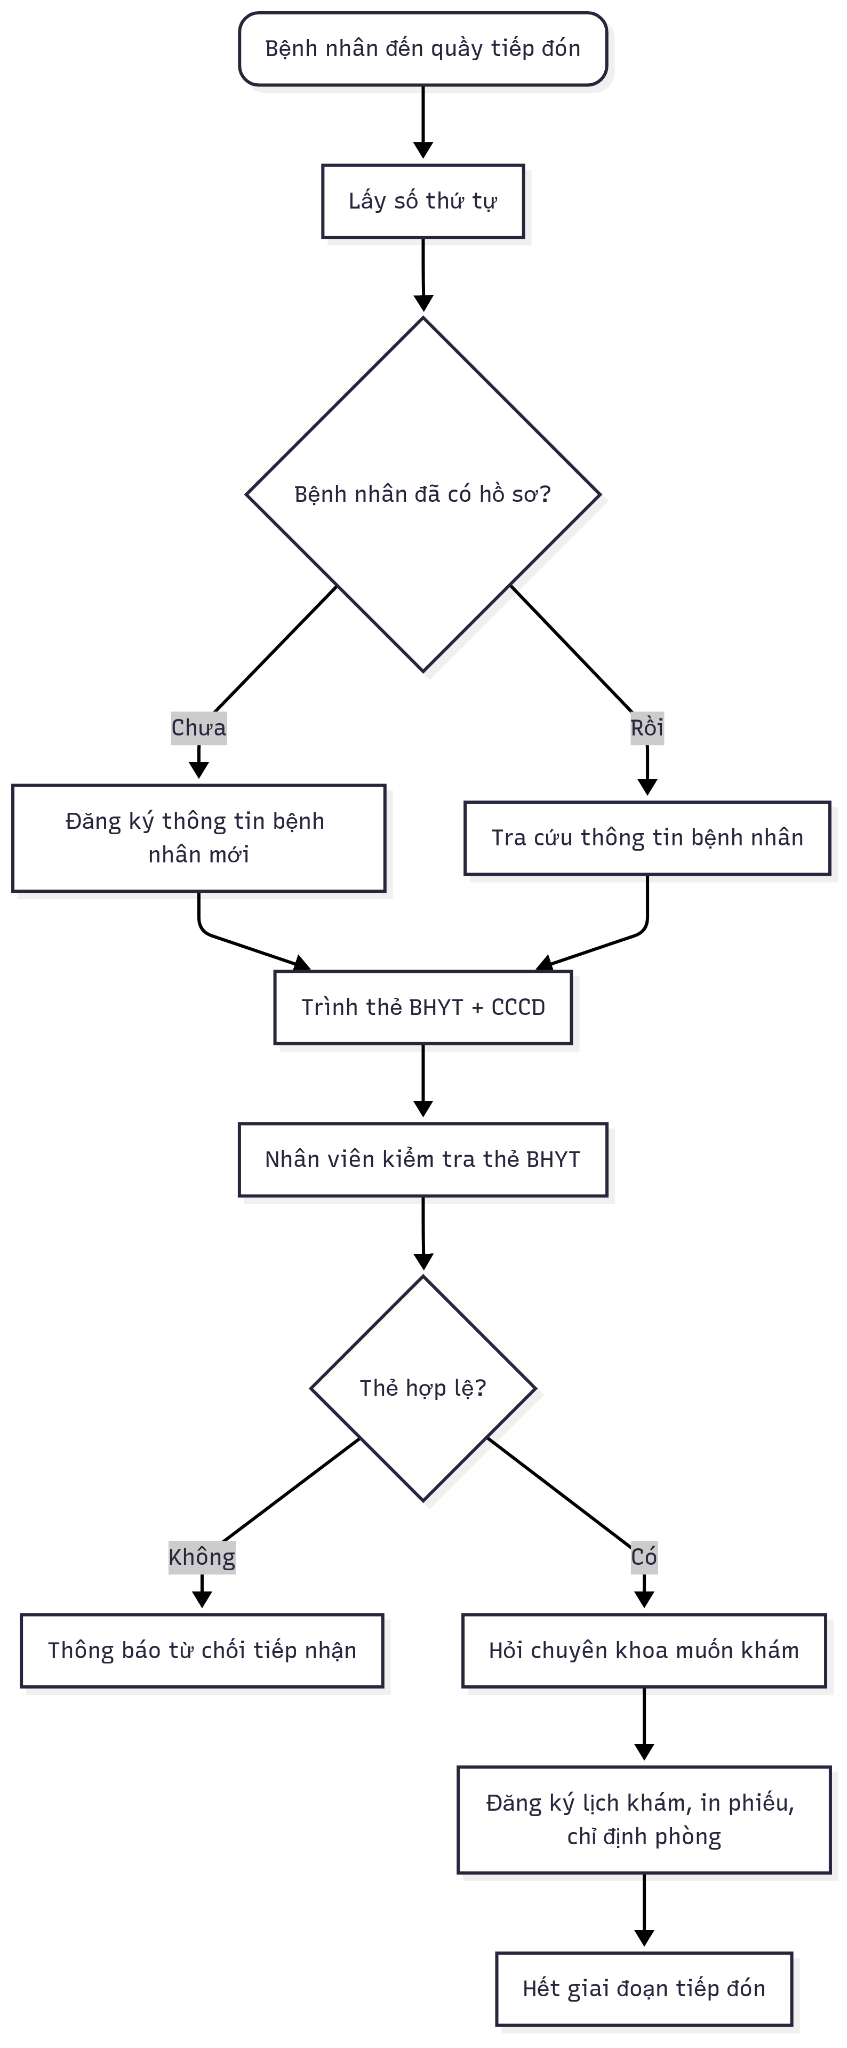 Bệnh nhân đến quầy tiếp đón
Lấy số thứ tự
Bệnh nhân đã có hồ sơ?
Chưa
Rồi
Đăng ký thông tin bệnh
nhân mới
Tra cứu thông tin bệnh nhân
Trình thẻ BHYT + CCCD
Nhân viên kiểm tra thẻ BHYT
Thẻ hợp lệ?
Không
Có
Thông báo từ chối tiếp nhận
Hỏi chuyên khoa muốn khám
Đăng ký lịch khám, in phiếu,
chỉ định phòng
Hết giai đoạn tiếp đón